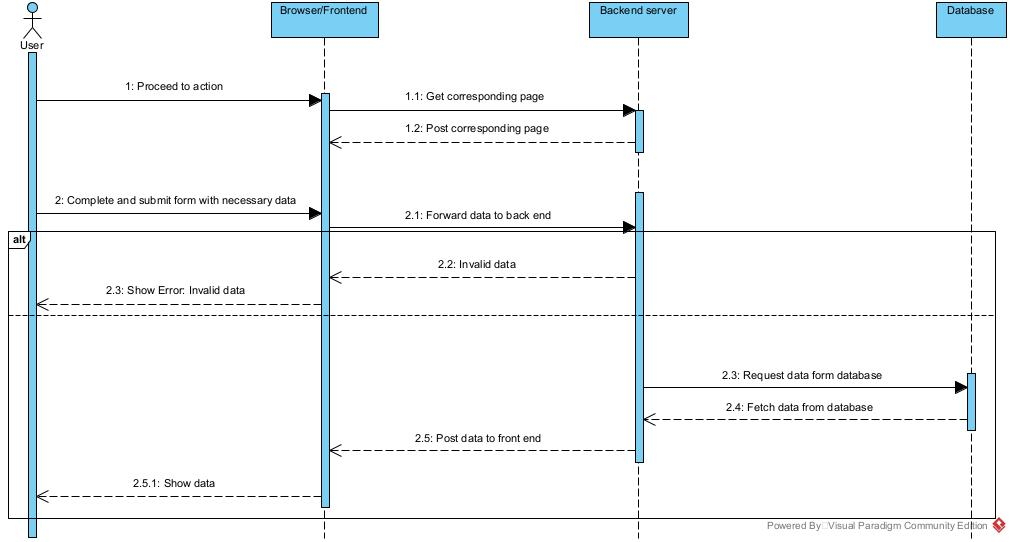 Browser/Frontend
Backend server
Database
User
1: Proceed to action
1.1: Get corresponding page
1.2: Post corresponding page
2: Complete and submit form with necessary data
2.1: Forward data to back end
alt
2.2: Invalid data
2.3: Show Error: Invalid data
2.3: Request data form database
2.4: Fetch data from database
2.5: Post data to front end
2.5.1: Show data
Powered By Visual Paradigm Community Edition